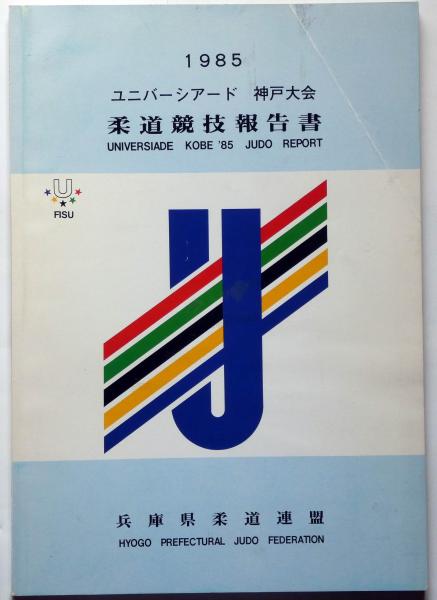 1985
ユニバーシアード 神戸大会
柔道競技報告書
UNIVERSIADE KOBE '85 JUDO REPORT
U
FISU
兵庫県柔道連盟
HYOGO PREFECTURAL JUDO FEDERATION